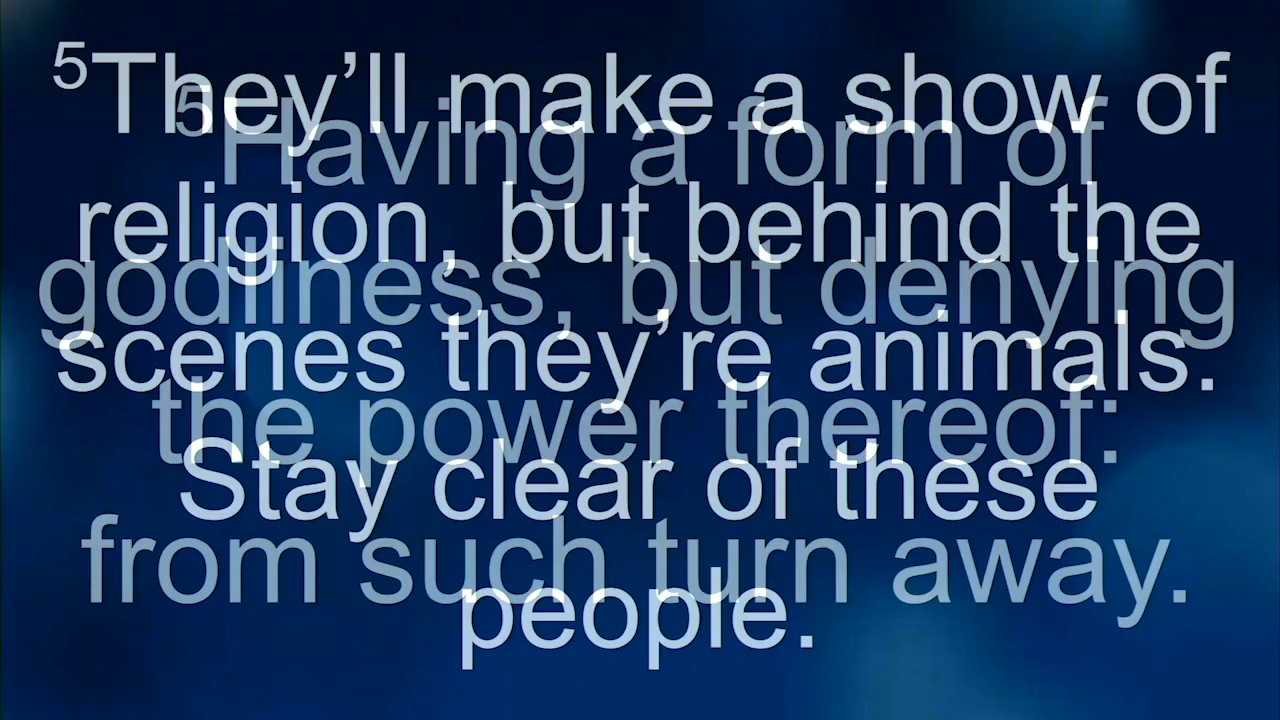 ⁵They’ll make a show of
religion, but behind the
scenes they’re animals.
Stay clear of these
people.
⁵Having a form of
godliness, but denying
the power thereof:
from such turn away.